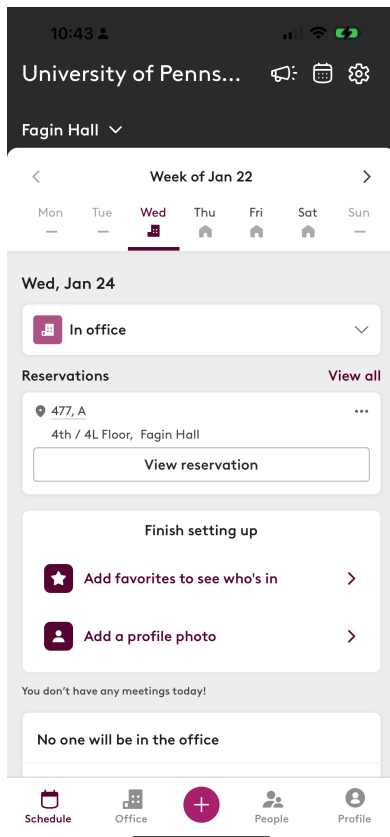 10:43
University of Penns...
Fagin Hall
Week of Jan 22
Mon Tue Wed Thu Fri Sat Sun
Wed, Jan 24
In office
Reservations View all
477, A
4th / 4L Floor, Fagin Hall
View reservation
Finish setting up
Add favorites to see who's in
Add a profile photo
You don't have any meetings today!
No one will be in the office
Schedule Office People Profile